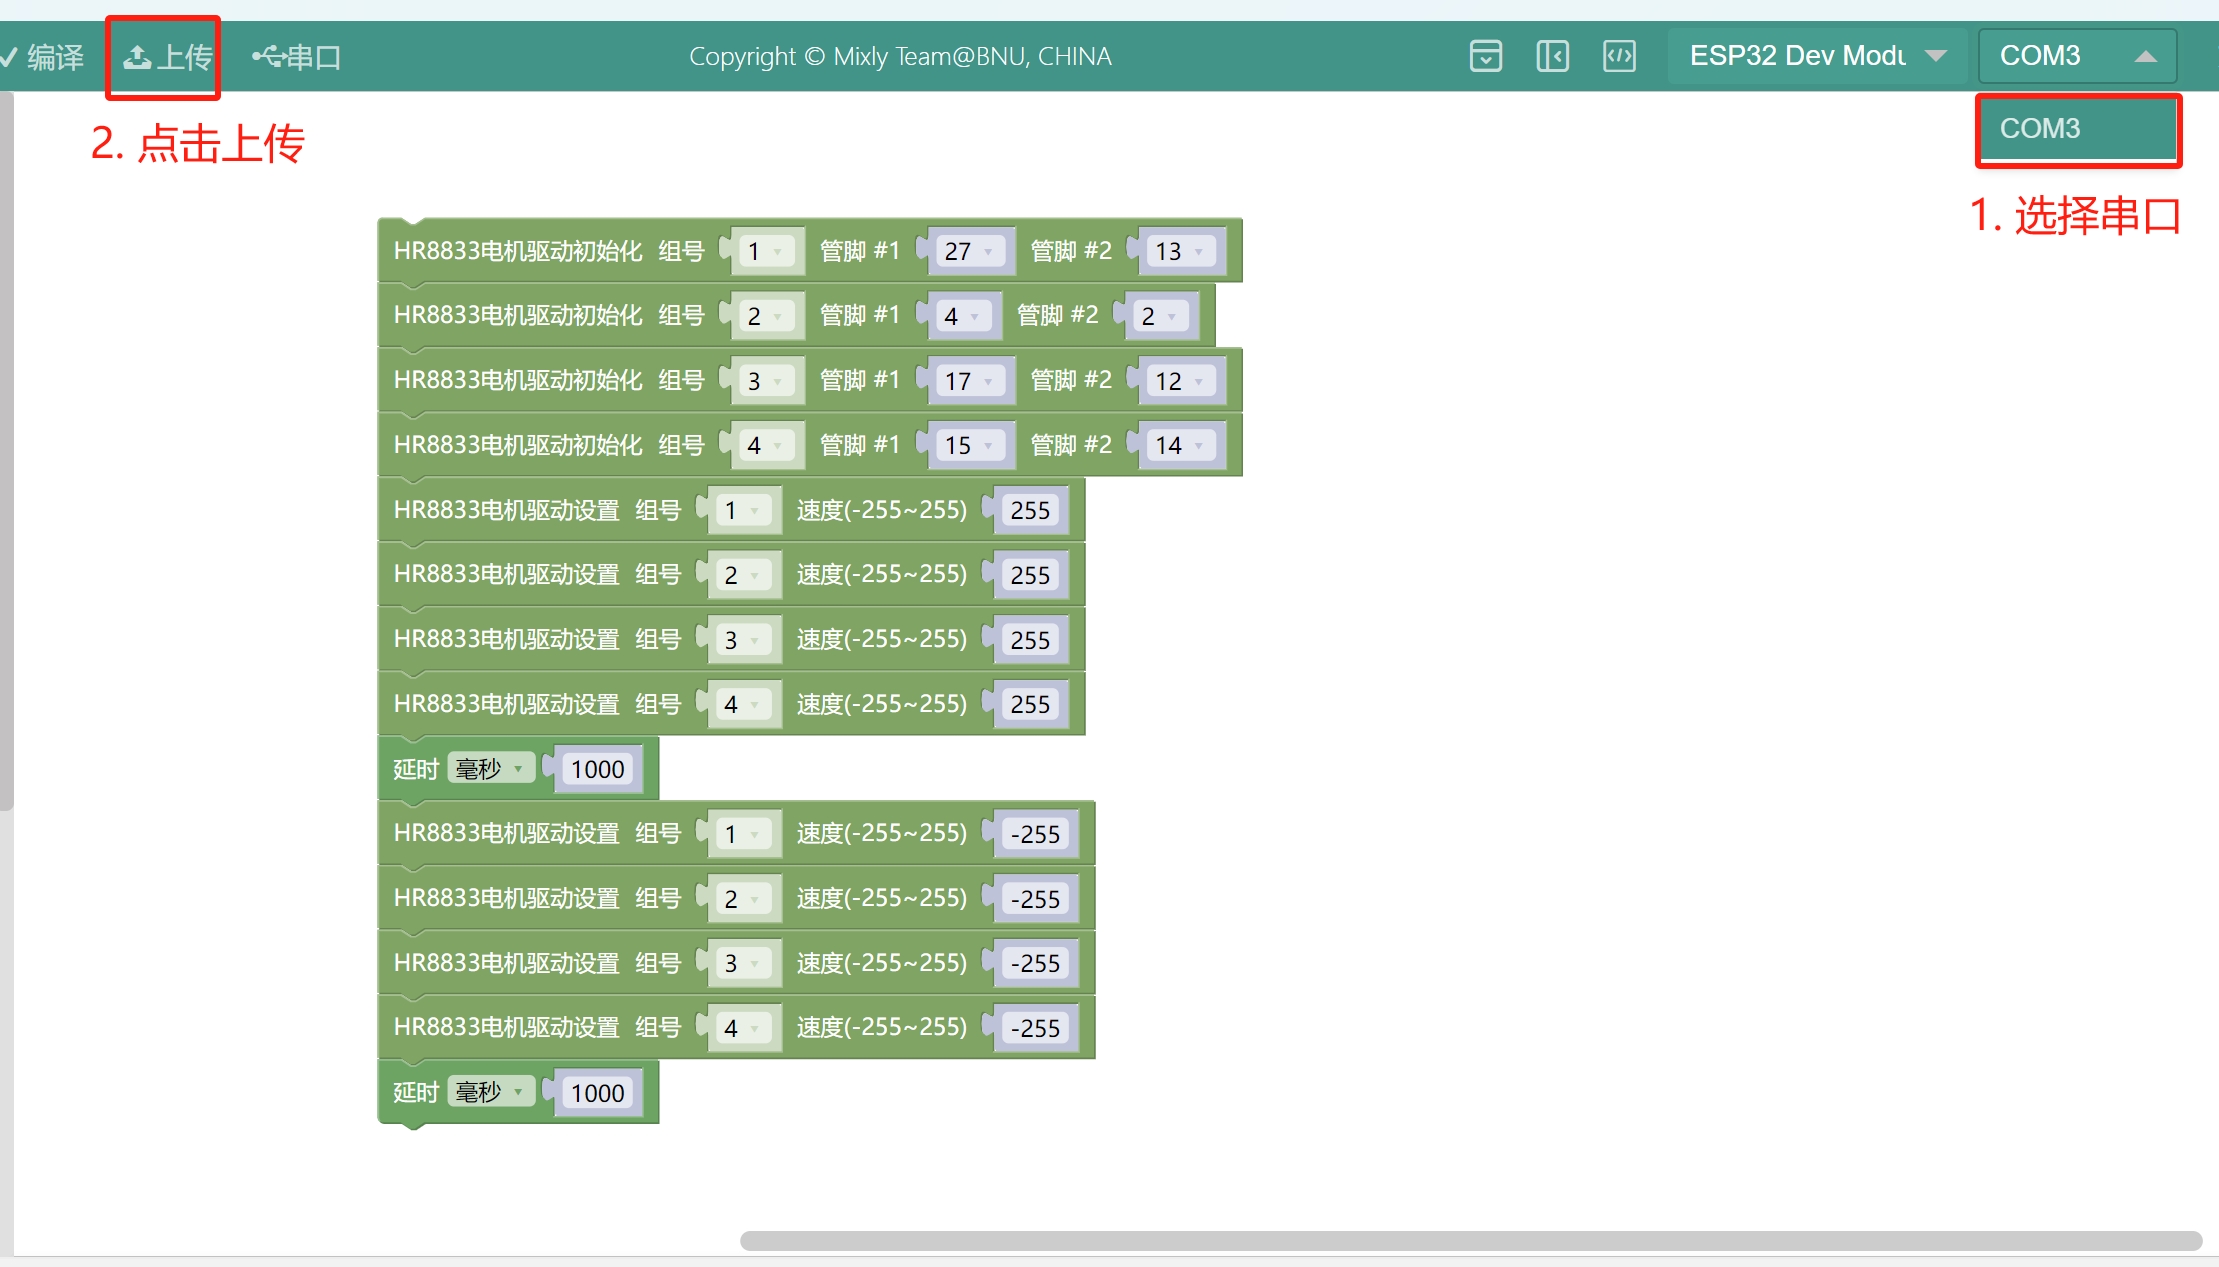 编译 上传 串口 Copyright © Mixly Team@BNU, CHINA ESP32 Dev Modu COM3
COM3
2. 点击上传
1. 选择串口
HR8833电机驱动初始化 组号 1 管脚 #1 27 管脚 #2 13
HR8833电机驱动初始化 组号 2 管脚 #1 4 管脚 #2 2
HR8833电机驱动初始化 组号 3 管脚 #1 17 管脚 #2 12
HR8833电机驱动初始化 组号 4 管脚 #1 15 管脚 #2 14
HR8833电机驱动设置 组号 1 速度(-255~255) 255
HR8833电机驱动设置 组号 2 速度(-255~255) 255
HR8833电机驱动设置 组号 3 速度(-255~255) 255
HR8833电机驱动设置 组号 4 速度(-255~255) 255
延时 毫秒 1000
HR8833电机驱动设置 组号 1 速度(-255~255) -255
HR8833电机驱动设置 组号 2 速度(-255~255) -255
HR8833电机驱动设置 组号 3 速度(-255~255) -255
HR8833电机驱动设置 组号 4 速度(-255~255) -255
延时 毫秒 1000